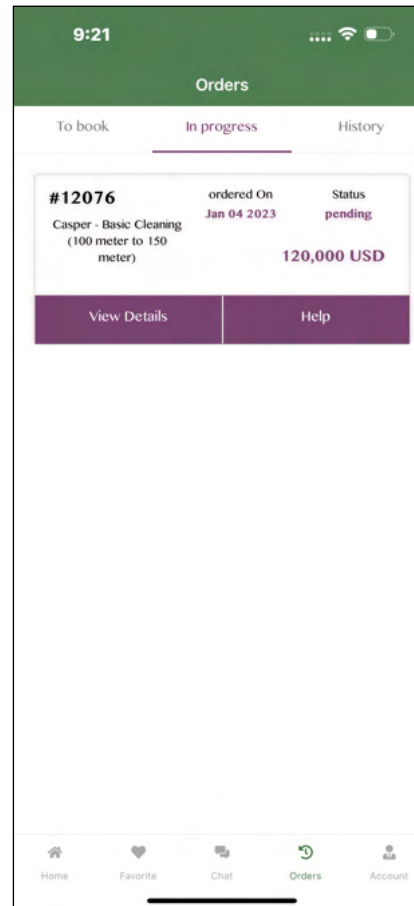 9:21
Orders
To book In progress History
#12076 ordered On Status
Jan 04 2023 pending
Casper - Basic Cleaning
(100 meter to 150
meter)
120,000 USD
View Details Help
Home Favorite Chat Orders Account